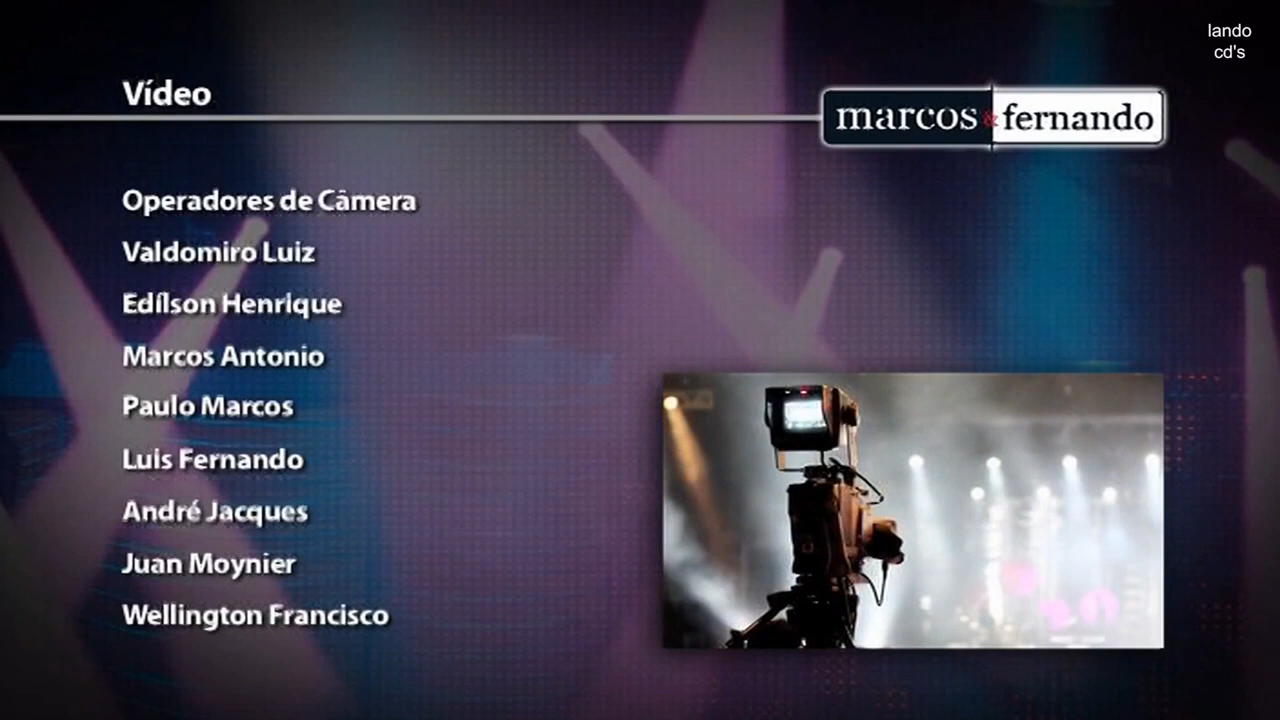 lando
cd's
Vídeo
marcos & fernando
Operadores de Câmera
Valdomiro Luiz
Edílson Henrique
Marcos Antonio
Paulo Marcos
Luis Fernando
André Jacques
Juan Moynier
Wellington Francisco